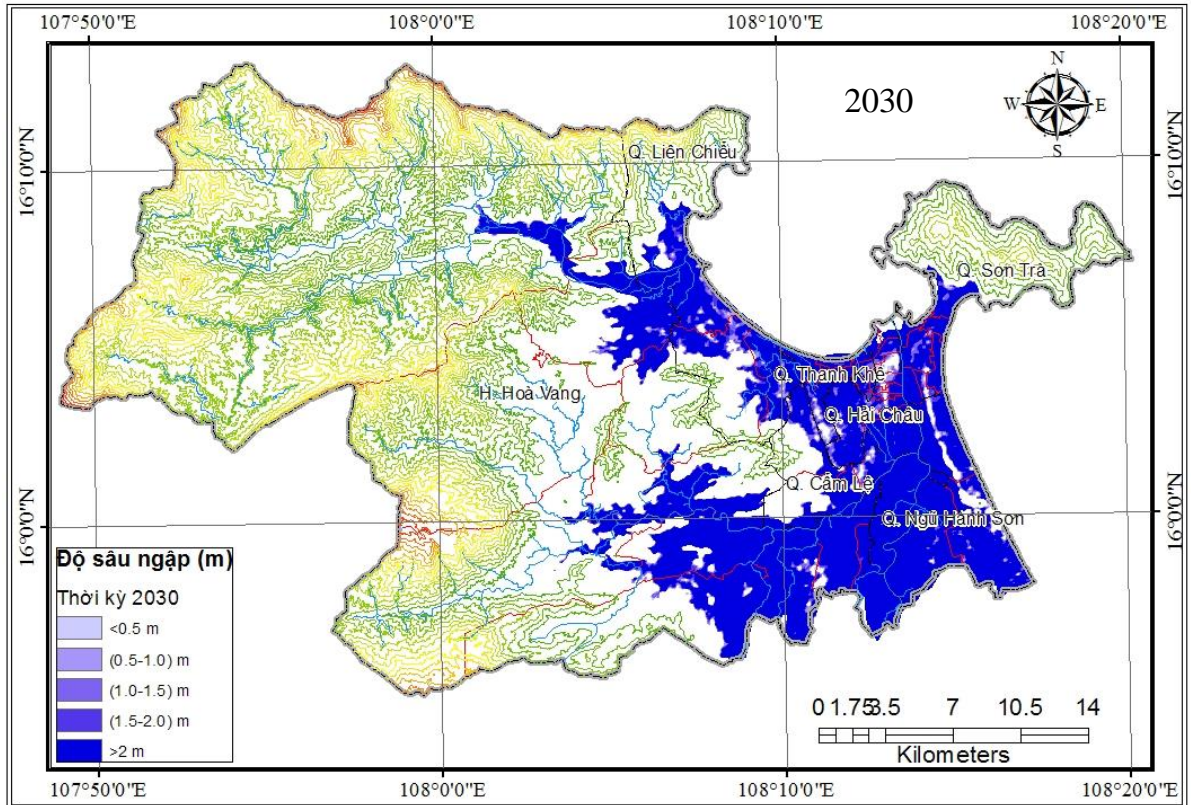 107°50'0"E 108°0'0"E 108°10'0"E 108°20'0"E
2030
N
W E
S
16°10'0"N
16°10'0"N
Q. Liên Chiểu
Q. Sơn Trà
Q. Thanh Khê
H. Hoà Vang
Q. Hải Châu
Q. Cẩm Lệ
Q. Ngũ Hành Sơn
16°0'0"N
16°0'0"N
Độ sâu ngập (m)
Thời kỳ 2030
<0.5 m
(0.5-1.0) m
(1.0-1.5) m
(1.5-2.0) m
>2 m
0 1.75 3.5 7 10.5 14
Kilometers
107°50'0"E 108°0'0"E 108°10'0"E 108°20'0"E